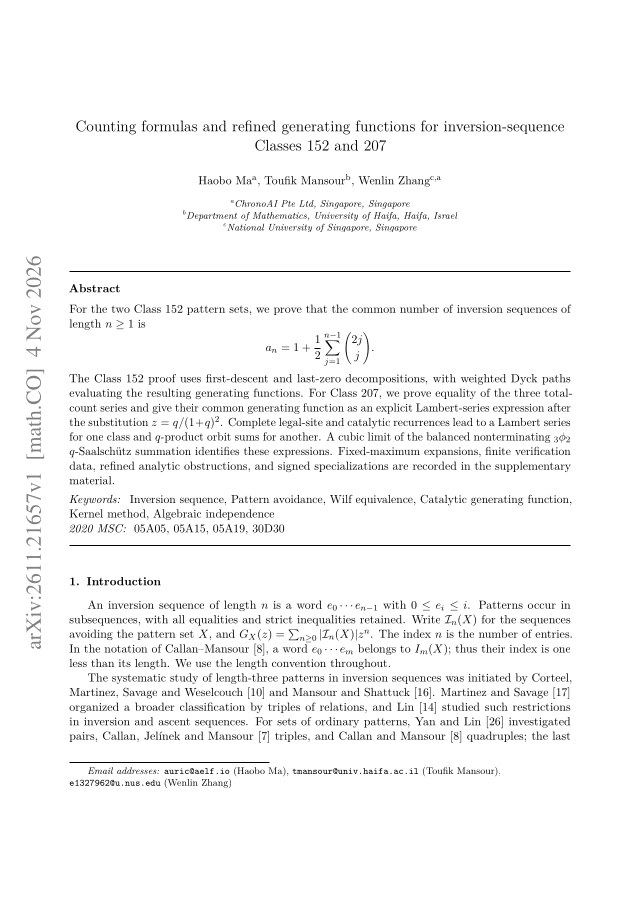 Counting formulas and refined generating functions for inversion-sequence
Classes 152 and 207
Haobo Maᵃ, Toufik Mansourᵇ, Wenlin Zhangᶜ,ᵃ
ᵃChronoAI Pte Ltd, Singapore, Singapore
ᵇDepartment of Mathematics, University of Haifa, Haifa, Israel
ᶜNational University of Singapore, Singapore
Abstract
For the two Class 152 pattern sets, we prove that the common number of inversion sequences of
length n ≥ 1 is
aₙ = 1 + 1/2 ∑_{j=1}^{n−1} \binom{2j}{j}.
The Class 152 proof uses first-descent and last-zero decompositions, with weighted Dyck paths
evaluating the resulting generating functions. For Class 207, we prove equality of the three total-
count series and give their common generating function as an explicit Lambert-series expression after
the substitution z = q/(1+q)². Complete legal-site and catalytic recurrences lead to a Lambert series
for one class and q-product orbit sums for another. A cubic limit of the balanced nonterminating ₃ϕ₂
q-Saalschütz summation identifies these expressions. Fixed-maximum expansions, finite verification
data, refined analytic obstructions, and signed specializations are recorded in the supplementary
material.
Keywords: Inversion sequence, Pattern avoidance, Wilf equivalence, Catalytic generating function,
Kernel method, Algebraic independence
2020 MSC: 05A05, 05A15, 05A19, 30D30
1. Introduction
An inversion sequence of length n is a word e₀ · · · eₙ₋₁ with 0 ≤ eᵢ ≤ i. Patterns occur in
subsequences, with all equalities and strict inequalities retained. Write ℐₙ(X) for the sequences
avoiding the pattern set X, and G_X(z) = ∑_{n≥0} |ℐₙ(X)|zⁿ. The index n is the number of entries.
In the notation of Callan–Mansour [8], a word e₀ · · · eₘ belongs to Iₘ(X); thus their index is one
less than its length. We use the length convention throughout.
The systematic study of length-three patterns in inversion sequences was initiated by Corteel,
Martinez, Savage and Weselcouch [10] and Mansour and Shattuck [16]. Martinez and Savage [17]
organized a broader classification by triples of relations, and Lin [14] studied such restrictions
in inversion and ascent sequences. For sets of ordinary patterns, Yan and Lin [26] investigated
pairs, Callan, Jelínek and Mansour [7] triples, and Callan and Mansour [8] quadruples; the last
Email addresses: auric@aelf.io (Haobo Ma), tmansour@univ.haifa.ac.il (Toufik Mansour),
e1327962@u.nus.edu (Wenlin Zhang)
arXiv:2611.21657v1 [math.CO] 4 Nov 2026